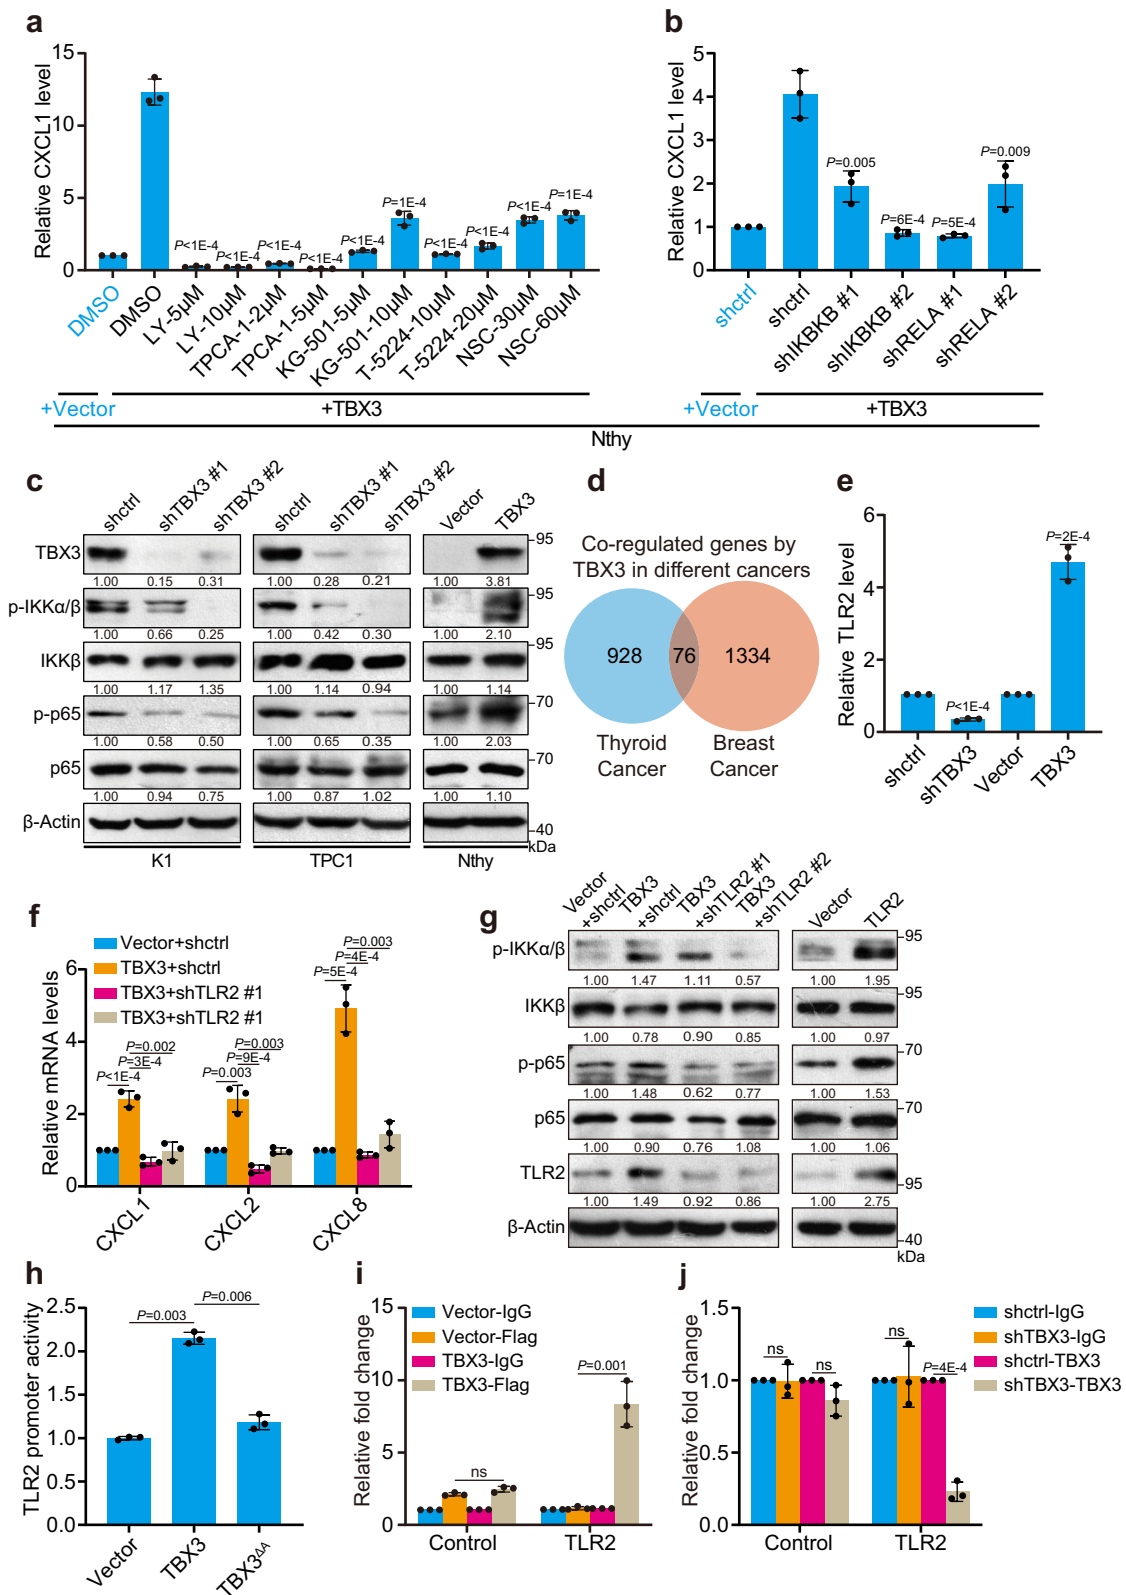 a
Relative CXCL1 level
15
10
5
0
P<1E-4
P<1E-4
P<1E-4
P<1E-4
P<1E-4
P=1E-4
P<1E-4
P<1E-4
P<1E-4
P=1E-4
DMSO
DMSO
LY-5μM
LY-10μM
TPCA-1-2μM
TPCA-1-5μM
KG-501-5μM
KG-501-10μM
T-5224-10μM
T-5224-20μM
NSC-30μM
NSC-60μM
+Vector
+TBX3
b
Relative CXCL1 level
5
4
3
2
1
0
P=0.005
P=6E-4
P=5E-4
P=0.009
shctrl
shctrl
shIKBKB #1
shIKBKB #2
shRELA #1
shRELA #2
+Vector
+TBX3
Nthy
c
shctrl
shTBX3 #1
shTBX3 #2
shctrl
shTBX3 #1
shTBX3 #2
Vector
TBX3
TBX3
95
1.00 0.15 0.31 1.00 0.28 0.21 1.00 3.81
p-IKKα/β
95
1.00 0.66 0.25 1.00 0.42 0.30 1.00 2.10
IKKβ
95
1.00 1.17 1.35 1.00 1.14 0.94 1.00 1.14
p-p65
70
1.00 0.58 0.50 1.00 0.65 0.35 1.00 2.03
p65
70
1.00 0.94 0.75 1.00 0.87 1.02 1.00 1.10
β-Actin
40
kDa
K1
TPC1
Nthy
d
Co-regulated genes by
TBX3 in different cancers
928
76
1334
Thyroid
Cancer
Breast
Cancer
e
Relative TLR2 level
6
4
2
0
P<1E-4
P=2E-4
shctrl
shTBX3
Vector
TBX3
f
Vector+shctrl
TBX3+shctrl
TBX3+shTLR2 #1
TBX3+shTLR2 #1
Relative mRNA levels
6
4
2
0
P<1E-4
P=3E-4
P=0.002
P=0.003
P=9E-4
P=0.003
P=5E-4
P=4E-4
P=0.003
CXCL1
CXCL2
CXCL8
g
Vector
+shctrl
TBX3
+shctrl
TBX3
+shTLR2 #1
TBX3
+shTLR2 #2
Vector
TLR2
p-IKKα/β
95
1.00 1.47 1.11 0.57 1.00 1.95
IKKβ
95
1.00 0.78 0.90 0.85 1.00 0.97
p-p65
70
1.00 1.48 0.62 0.77 1.00 1.53
p65
70
1.00 0.90 0.76 1.08 1.00 1.06
TLR2
95
1.00 1.49 0.92 0.86 1.00 2.75
β-Actin
40
kDa
h
TLR2 promoter activity
2.5
2.0
1.5
1.0
0.5
0.0
P=0.003
P=0.006
Vector
TBX3
TBX3ΔA
i
Relative fold change
15
10
5
0
Vector-IgG
Vector-Flag
TBX3-IgG
TBX3-Flag
ns
P=0.001
Control
TLR2
j
Relative fold change
1.5
1.0
0.5
0.0
ns
ns
ns
P=4E-4
Control
TLR2
shctrl-IgG
shTBX3-IgG
shctrl-TBX3
shTBX3-TBX3